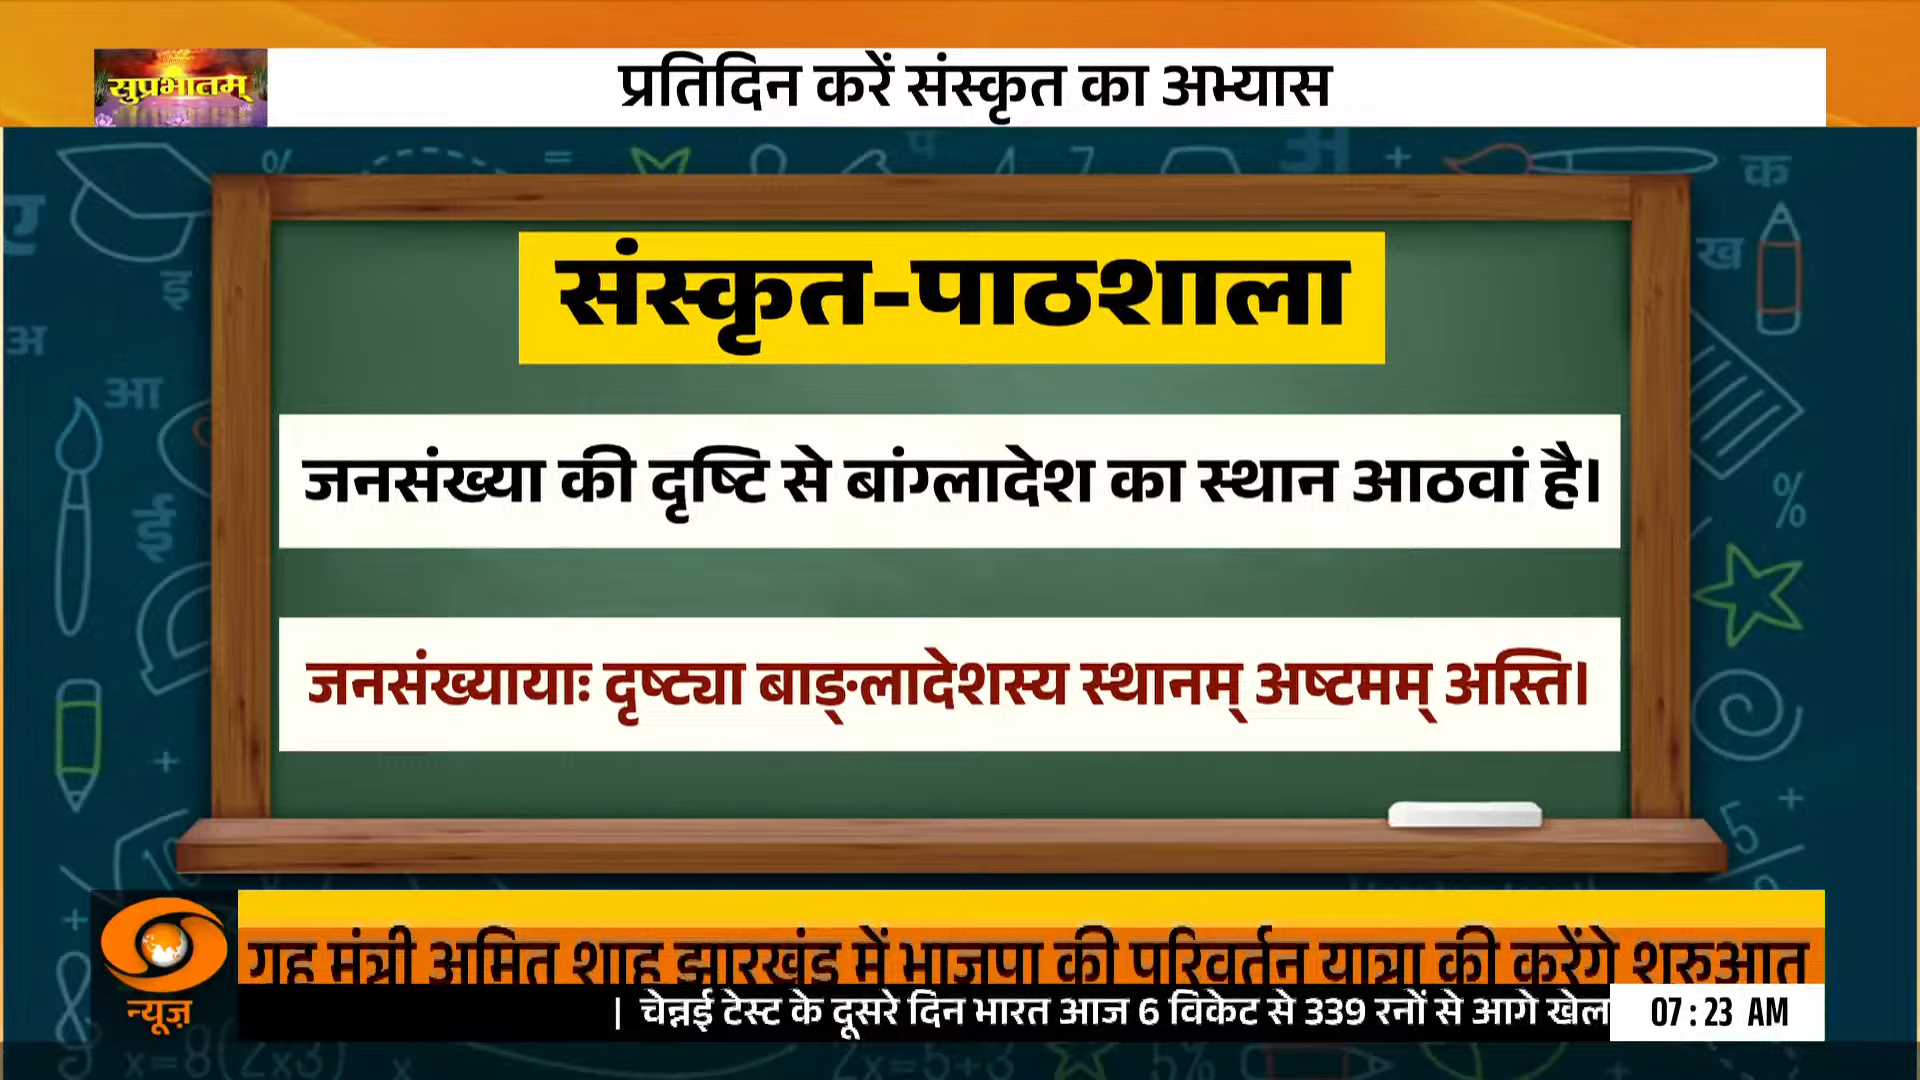 सुप्रभातम्
प्रतिदिन करें संस्कृत का अभ्यास
संस्कृत-पाठशाला
जनसंख्या की दृष्टि से बांग्लादेश का स्थान आठवां है।
जनसंख्यायाः दृष्ट्या बाङ्लादेशस्य स्थानम् अष्टमम् अस्ति।
गृह मंत्री अमित शाह झारखंड में भाजपा की परिवर्तन यात्रा की करेंगे शुरुआत
न्यूज़
| चेन्नई टेस्ट के दूसरे दिन भारत आज 6 विकेट से 339 रनों से आगे खेल
07:23 AM